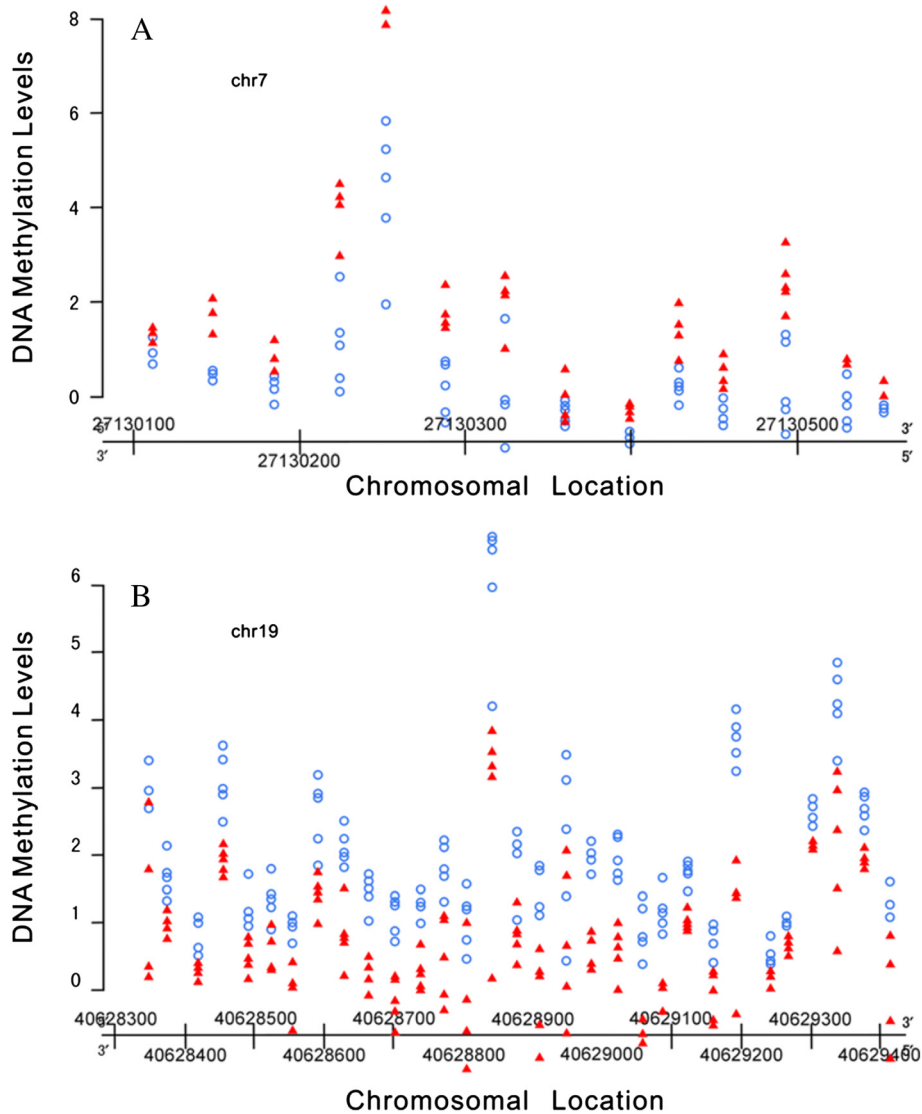 A
chr7
DNA Methylation Levels
8
6
4
2
0
27130100 27130300 27130500 3′
3′ 27130200 5′
Chromosomal Location
B
chr19
DNA Methylation Levels
6
5
4
3
2
1
0
40628300 40628500 40628700 40628900 40629100 40629300 3′
3′ 40628400 40628600 40628800 40629000 40629200 40629400 5′
Chromosomal Location